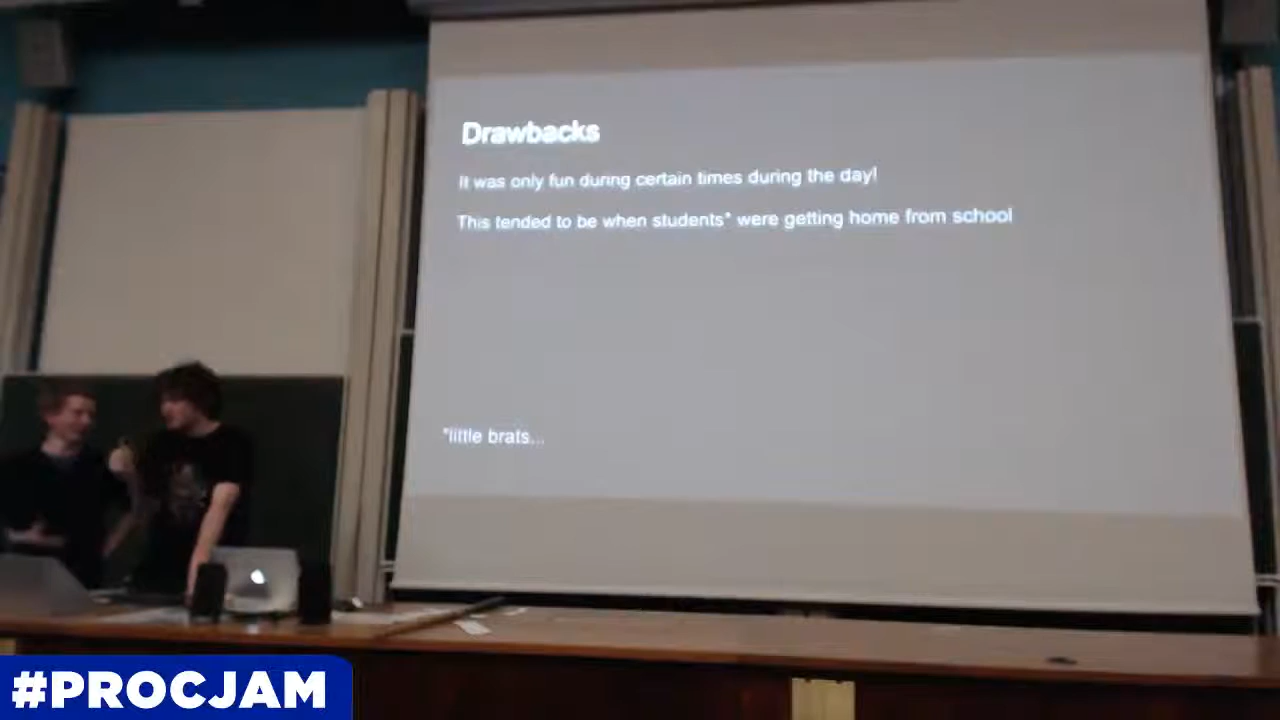 Drawbacks
It was only fun during certain times during the day!
This tended to be when students* were getting home from school
*little brats...
#PROCJAM